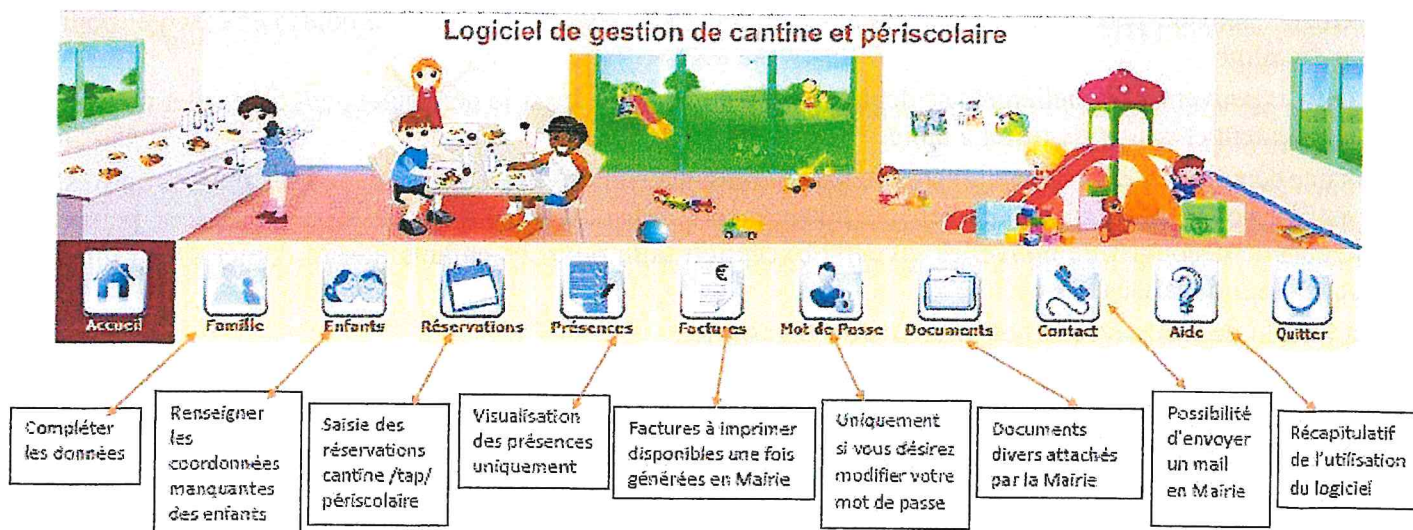 Logiciel de gestion de cantine et périscolaire
Accueil
Famille
Enfants
Réservations
Présences
Factures
Mot de Passe
Documents
Contact
Aide
Quitter
Compléter
les données
Renseigner
les
coordonnées
manquantes
des enfants
Saisie des
réservations
cantine /tap/
périscolaire
Visualisation
des présences
uniquement
Factures à imprimer
disponibles une fois
générées en Mairie
Uniquement
si vous désirez
modifier votre
mot de passe
Documents
divers attachés
par la Mairie
Possibilité
d'envoyer
un mail
en Mairie
Récapitulatif
de l'utilisation
du logiciel